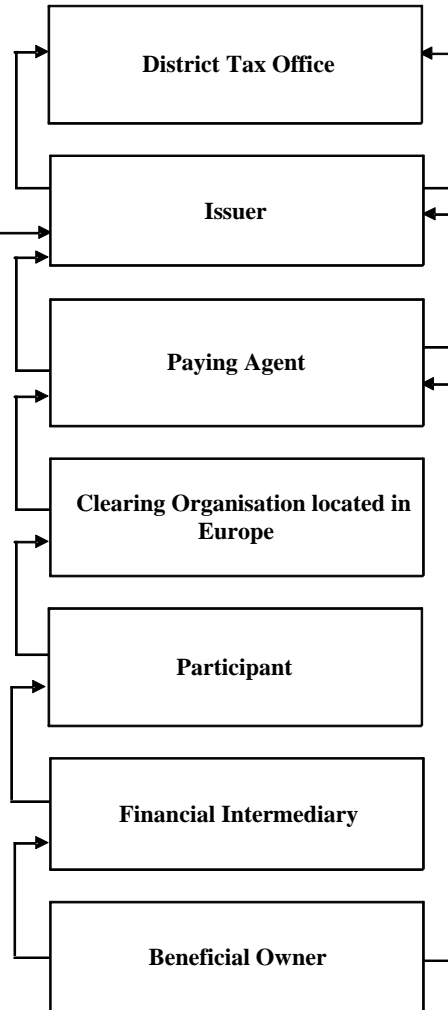 District Tax Office
Issuer
Paying Agent
Clearing Organisation located in
Europe
Participant
Financial Intermediary
Beneficial Owner